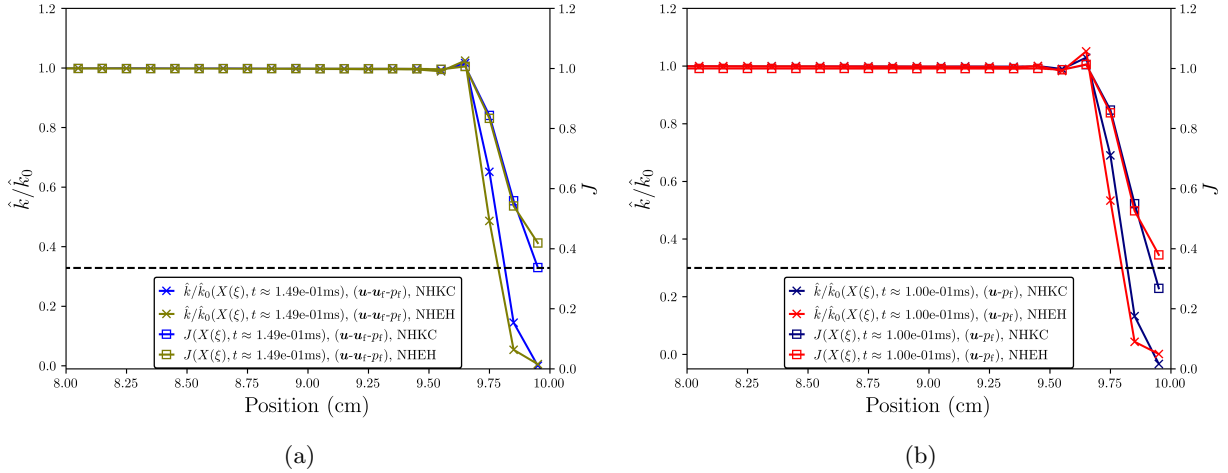 1.2
1.0
0.8
0.6
0.4
0.2
0.0
k̂/k̂₀
1.2
1.0
0.8
0.6
0.4
0.2
0.0
J
k̂/k̂₀(X(ξ), t ≈ 1.49e-01ms), (u-u_f-p_f), NHKC
k̂/k̂₀(X(ξ), t ≈ 1.49e-01ms), (u-u_f-p_f), NHEH
J(X(ξ), t ≈ 1.49e-01ms), (u-u_f-p_f), NHKC
J(X(ξ), t ≈ 1.49e-01ms), (u-u_f-p_f), NHEH
8.00 8.25 8.50 8.75 9.00 9.25 9.50 9.75 10.00
Position (cm)
(a)
1.2
1.0
0.8
0.6
0.4
0.2
0.0
k̂/k̂₀
1.2
1.0
0.8
0.6
0.4
0.2
0.0
J
k̂/k̂₀(X(ξ), t ≈ 1.00e-01ms), (u-p_f), NHKC
k̂/k̂₀(X(ξ), t ≈ 1.00e-01ms), (u-p_f), NHEH
J(X(ξ), t ≈ 1.00e-01ms), (u-p_f), NHKC
J(X(ξ), t ≈ 1.00e-01ms), (u-p_f), NHEH
8.00 8.25 8.50 8.75 9.00 9.25 9.50 9.75 10.00
Position (cm)
(b)